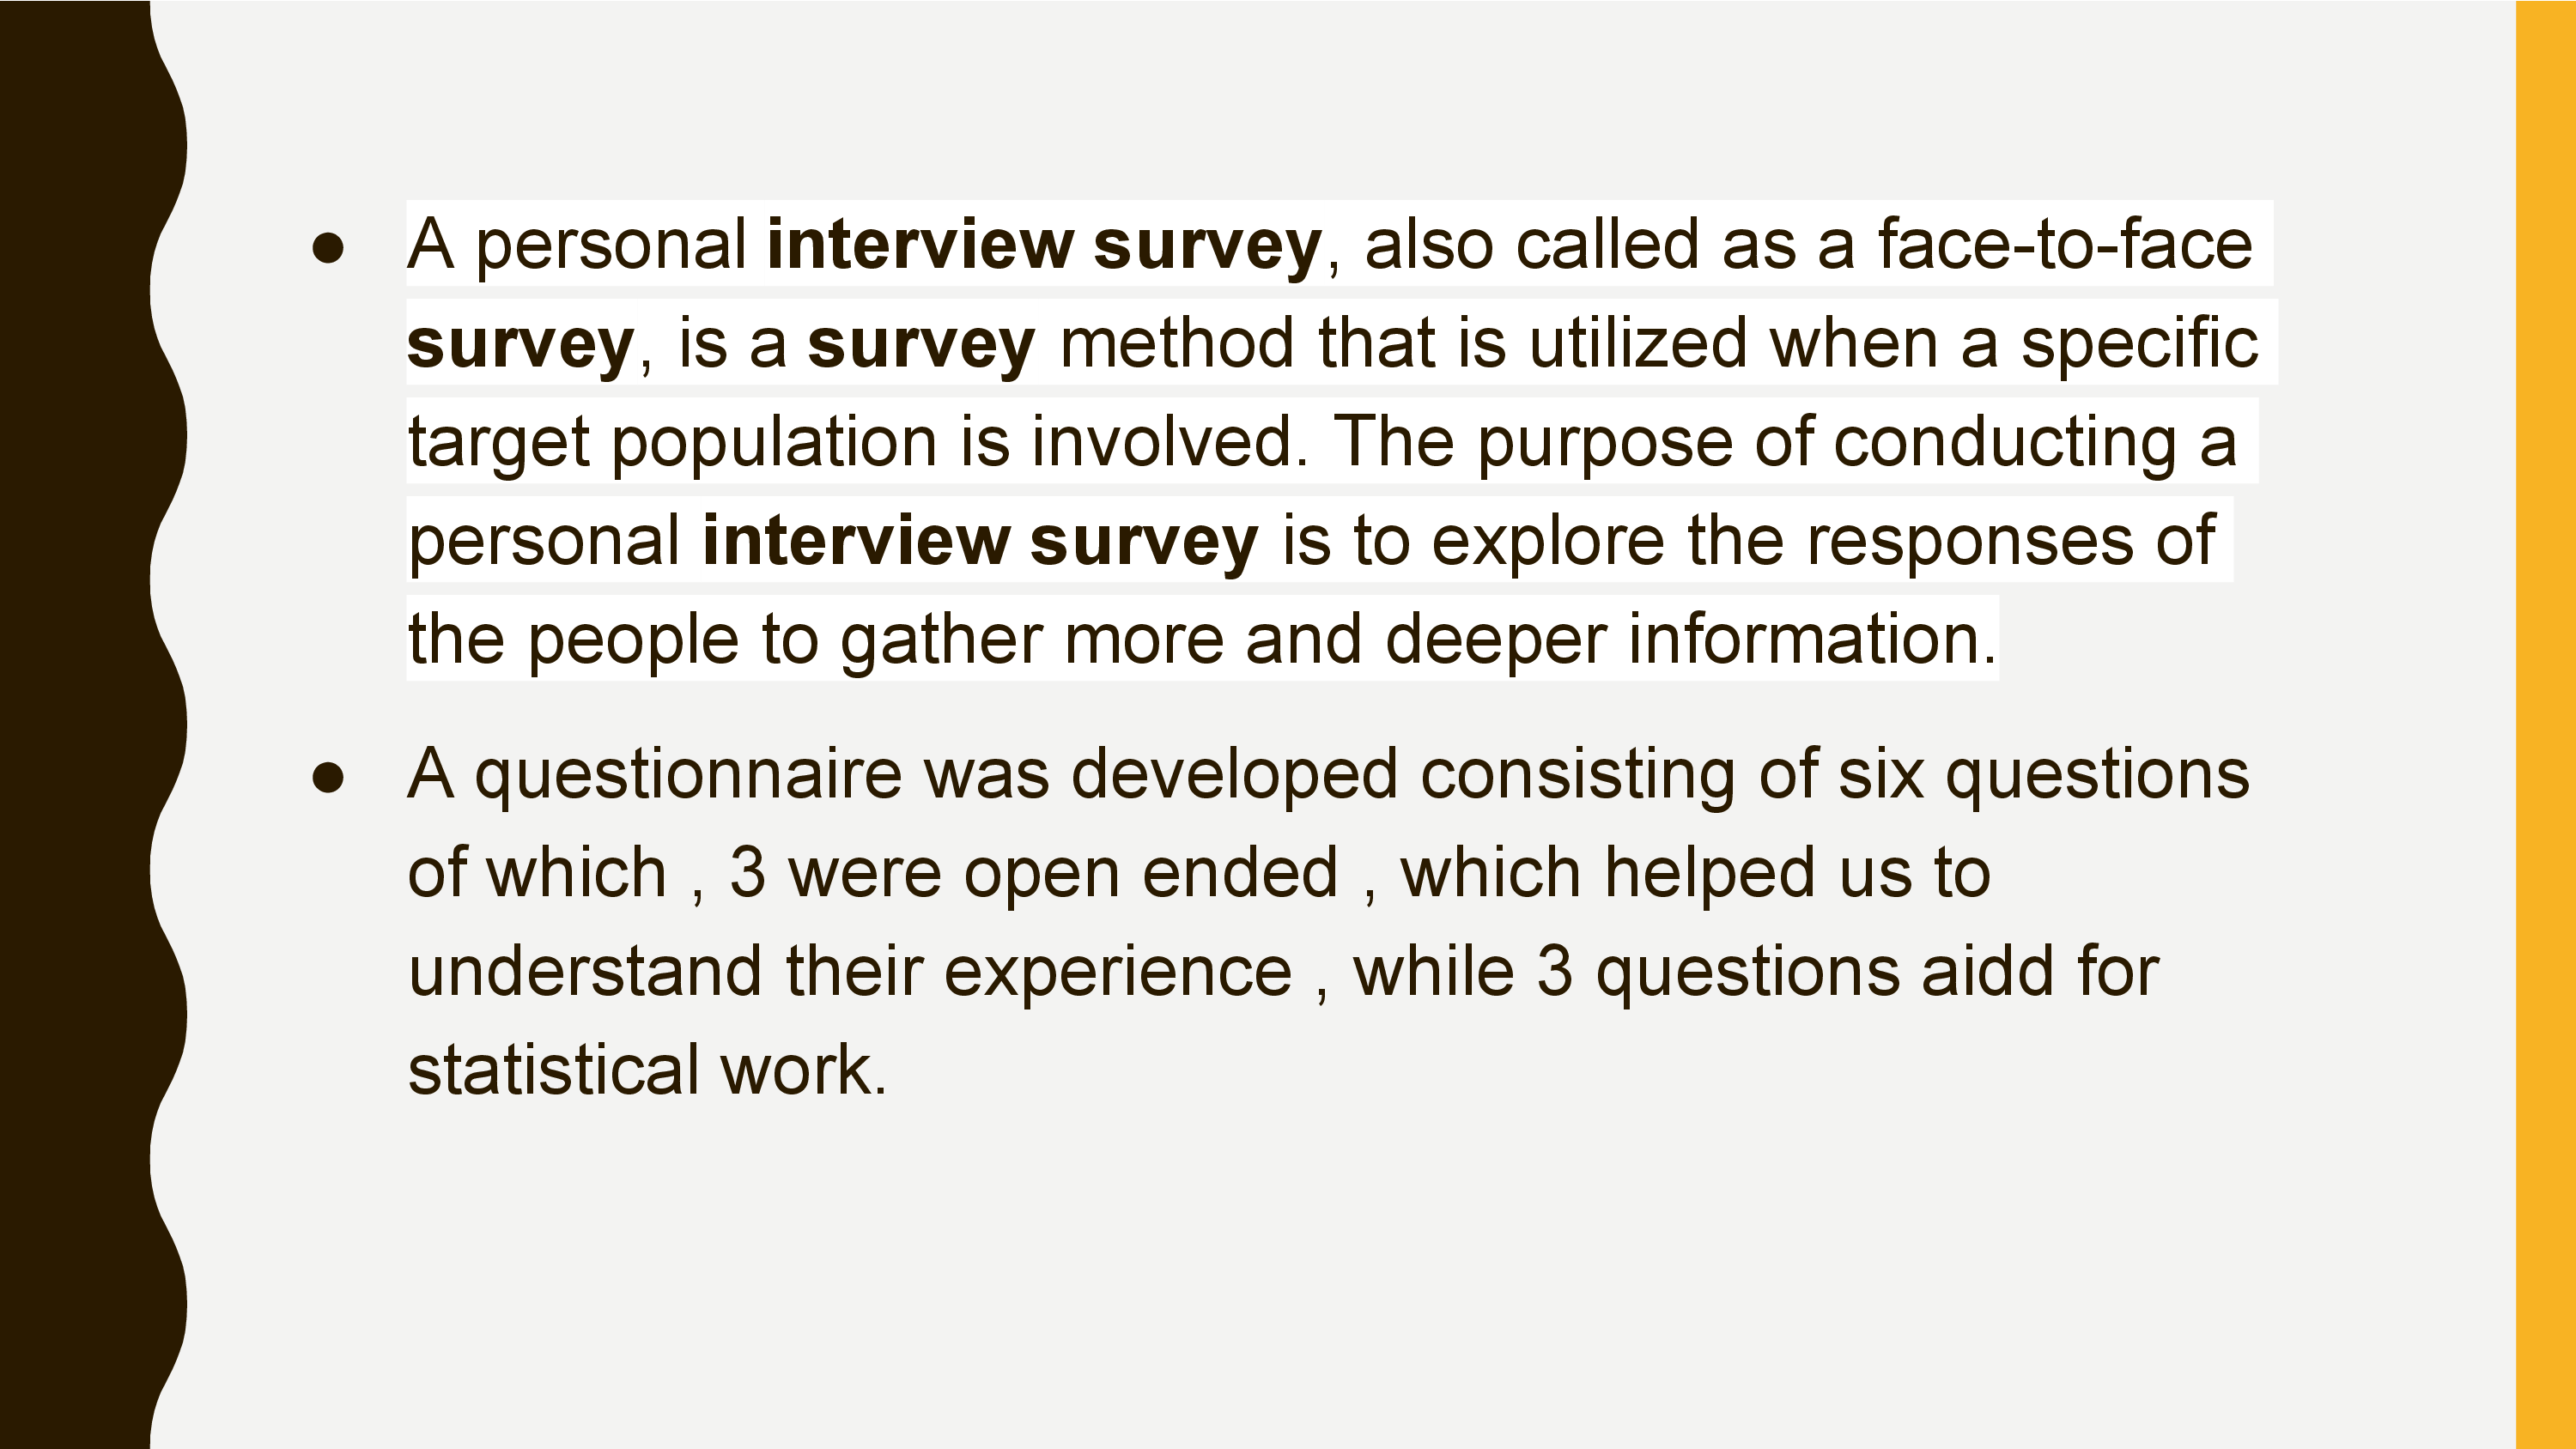 ● A personal interview survey, also called as a face-to-face
survey, is a survey method that is utilized when a specific
target population is involved. The purpose of conducting a
personal interview survey is to explore the responses of
the people to gather more and deeper information.
● A questionnaire was developed consisting of six questions
of which , 3 were open ended , which helped us to
understand their experience , while 3 questions aidd for
statistical work.